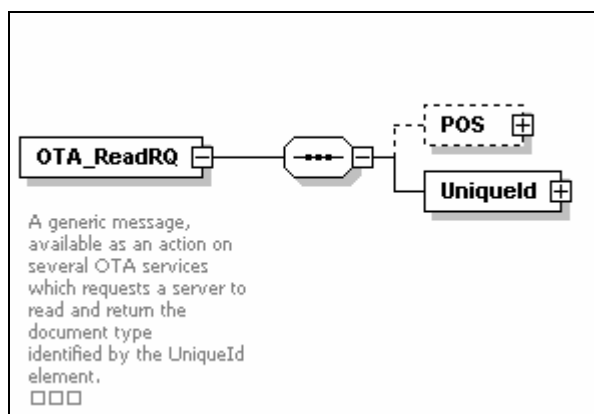 POS
OTA_ReadRQ
UniqueId
A generic message,
available as an action on
several OTA services
which requests a server to
read and return the
document type
identified by the UniqueId
element.